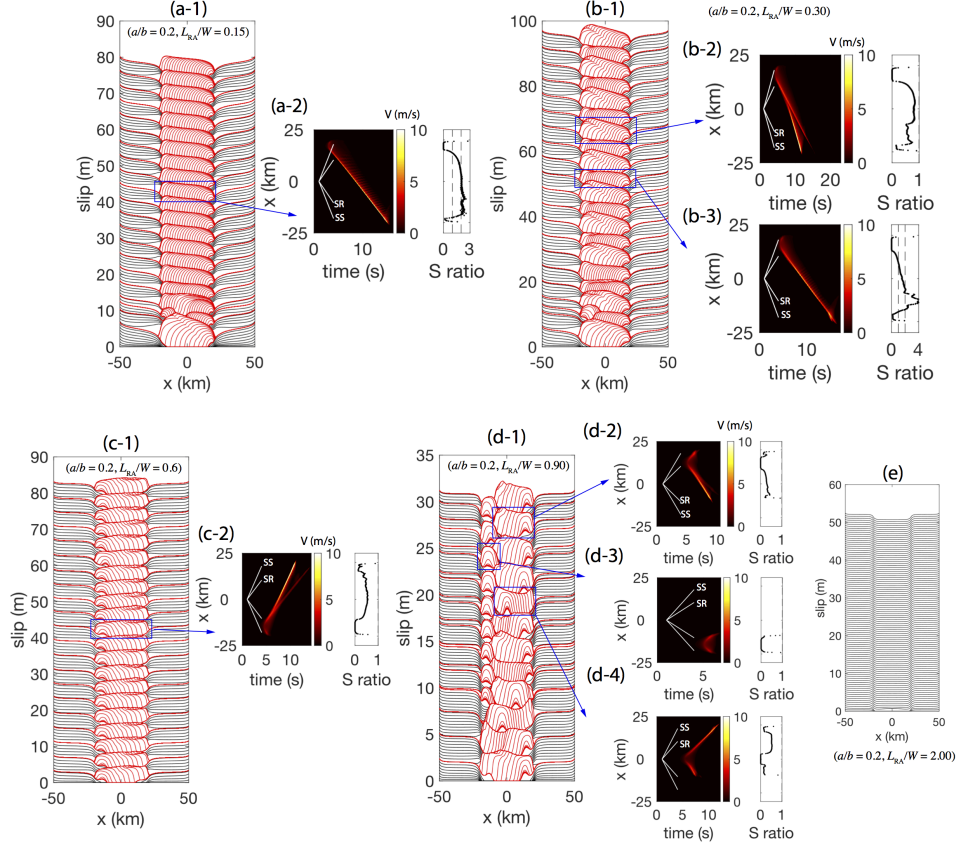 (a-1)
(a/b = 0.2, L_RA/W = 0.15)
90
80
70
60
50
40
30
20
10
0
slip (m)
-50
0
50
x (km)
(a-2)
V (m/s)
25
0
-25
x (km)
SR
SS
0
5
10
15
time (s)
10
5
0
0
3
S ratio
(b-1)
(a/b = 0.2, L_RA/W = 0.30)
100
80
60
40
20
0
slip (m)
-50
0
50
x (km)
(b-2)
V (m/s)
25
0
-25
x (km)
SR
SS
0
10
20
time (s)
10
5
0
0
1
S ratio
(b-3)
25
0
-25
x (km)
SR
SS
0
5
10
15
time (s)
10
5
0
0
2
4
S ratio
(c-1)
(a/b = 0.2, L_RA/W = 0.6)
90
80
70
60
50
40
30
20
10
0
slip (m)
-50
0
50
x (km)
(c-2)
V (m/s)
25
0
-25
x (km)
SS
SR
0
5
10
time (s)
10
5
0
0
1
S ratio
(d-1)
(a/b = 0.2, L_RA/W = 0.90)
35
30
25
20
15
10
5
0
slip (m)
-50
0
50
x (km)
(d-2)
V (m/s)
25
0
-25
x (km)
SR
SS
0
5
10
time (s)
10
5
0
0
1
S ratio
(d-3)
25
0
-25
x (km)
SS
SR
0
5
time (s)
10
5
0
0
1
S ratio
(d-4)
25
0
-25
x (km)
SS
SR
0
5
10
time (s)
10
5
0
0
1
S ratio
(e)
60
50
40
30
20
10
0
slip (m)
-50
0
50
x (km)
(a/b = 0.2, L_RA/W = 2.00)